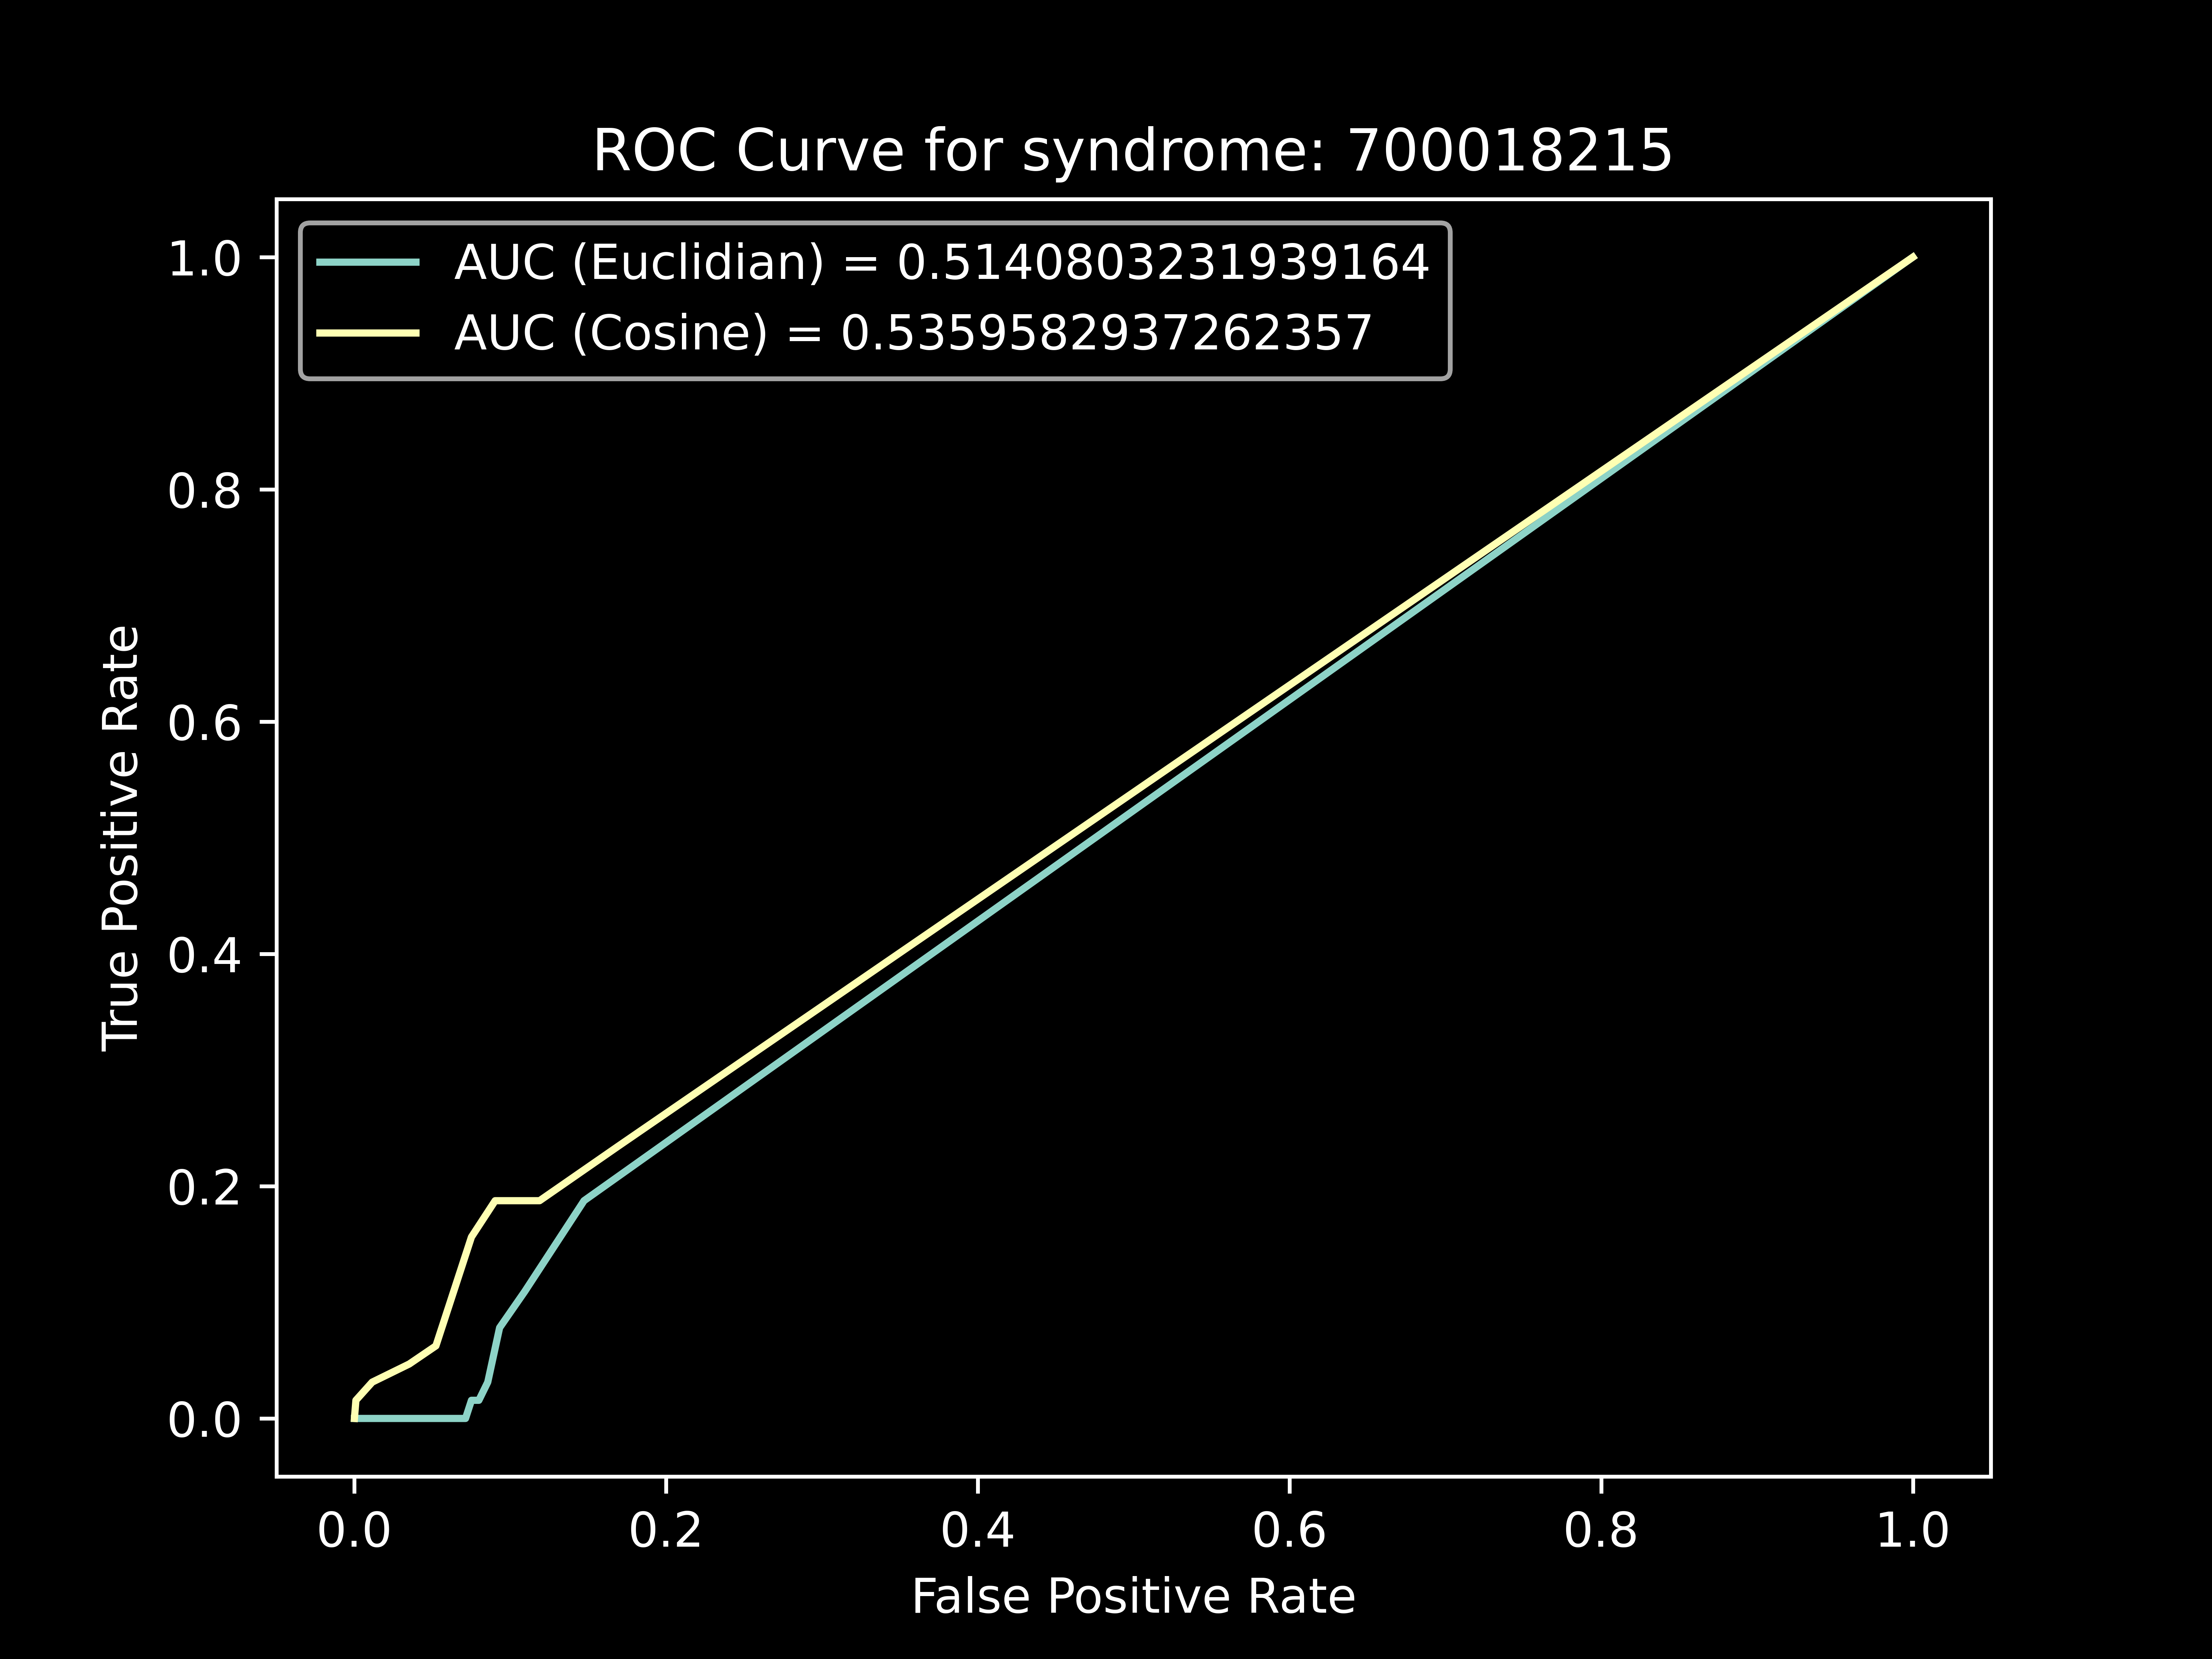 ROC Curve for syndrome: 700018215
AUC (Euclidian) = 0.5140803231939164
AUC (Cosine) = 0.5359582937262357
1.0
0.8
0.6
0.4
0.2
0.0
True Positive Rate
0.0 0.2 0.4 0.6 0.8 1.0
False Positive Rate